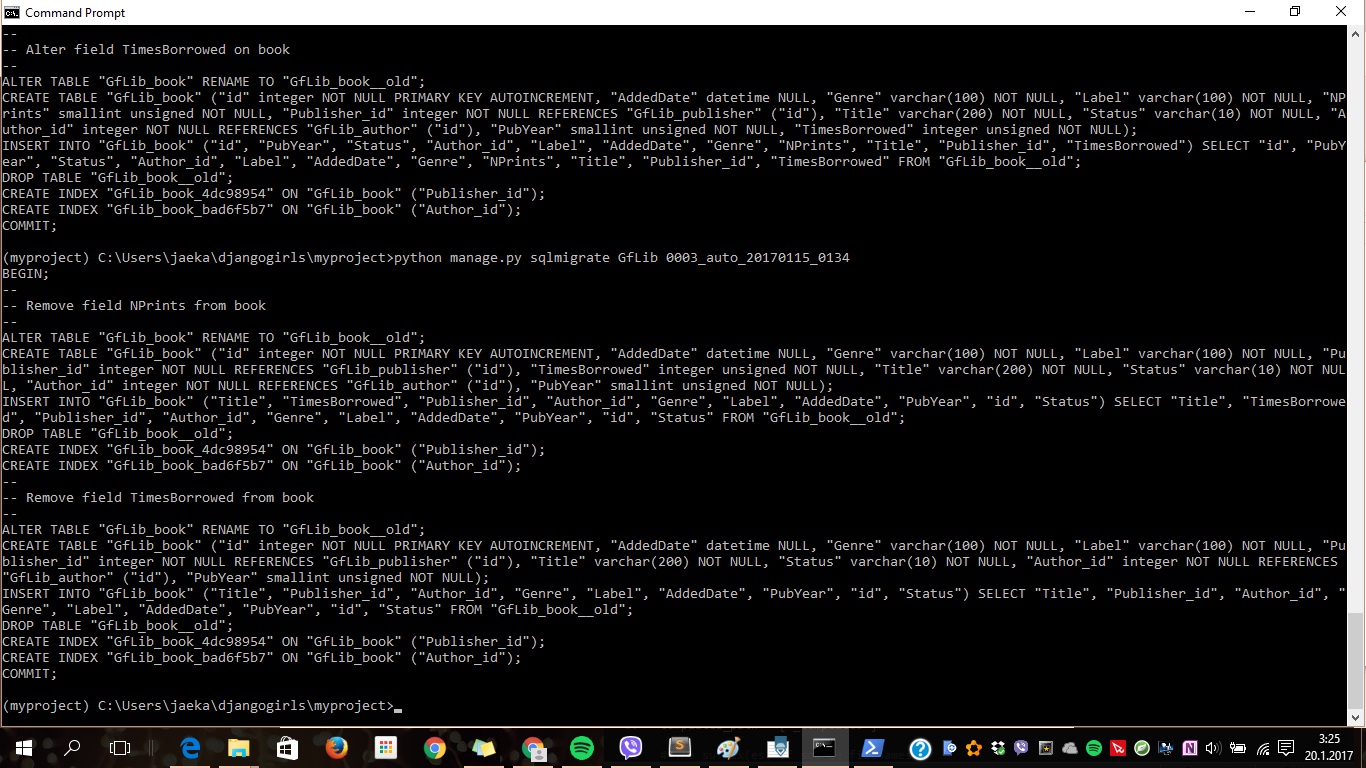 Command Prompt
--
-- Alter field TimesBorrowed on book
--
ALTER TABLE "GfLib_book" RENAME TO "GfLib_book__old";
CREATE TABLE "GfLib_book" ("id" integer NOT NULL PRIMARY KEY AUTOINCREMENT, "AddedDate" datetime NULL, "Genre" varchar(100) NOT NULL, "Label" varchar(100) NOT NULL, "NP
rints" smallint unsigned NOT NULL, "Publisher_id" integer NOT NULL REFERENCES "GfLib_publisher" ("id"), "Title" varchar(200) NOT NULL, "Status" varchar(10) NOT NULL, "A
uthor_id" integer NOT NULL REFERENCES "GfLib_author" ("id"), "PubYear" smallint unsigned NOT NULL, "TimesBorrowed" integer unsigned NOT NULL);
INSERT INTO "GfLib_book" ("id", "PubYear", "Status", "Author_id", "Label", "AddedDate", "Genre", "NPrints", "Title", "Publisher_id", "TimesBorrowed") SELECT "id", "PubY
ear", "Status", "Author_id", "Label", "AddedDate", "Genre", "NPrints", "Title", "Publisher_id", "TimesBorrowed" FROM "GfLib_book__old";
DROP TABLE "GfLib_book__old";
CREATE INDEX "GfLib_book_4dc98954" ON "GfLib_book" ("Publisher_id");
CREATE INDEX "GfLib_book_bad6f5b7" ON "GfLib_book" ("Author_id");
COMMIT;
(myproject) C:\Users\jaeka\djangogirls\myproject>python manage.py sqlmigrate GfLib 0003_auto_20170115_0134
BEGIN;
--
-- Remove field NPrints from book
--
ALTER TABLE "GfLib_book" RENAME TO "GfLib_book__old";
CREATE TABLE "GfLib_book" ("id" integer NOT NULL PRIMARY KEY AUTOINCREMENT, "AddedDate" datetime NULL, "Genre" varchar(100) NOT NULL, "Label" varchar(100) NOT NULL, "Pu
blisher_id" integer NOT NULL REFERENCES "GfLib_publisher" ("id"), "TimesBorrowed" integer unsigned NOT NULL, "Title" varchar(200) NOT NULL, "Status" varchar(10) NOT NUL
L, "Author_id" integer NOT NULL REFERENCES "GfLib_author" ("id"), "PubYear" smallint unsigned NOT NULL);
INSERT INTO "GfLib_book" ("Title", "TimesBorrowed", "Publisher_id", "Author_id", "Genre", "Label", "AddedDate", "PubYear", "id", "Status") SELECT "Title", "TimesBorrowe
d", "Publisher_id", "Author_id", "Genre", "Label", "AddedDate", "PubYear", "id", "Status" FROM "GfLib_book__old";
DROP TABLE "GfLib_book__old";
CREATE INDEX "GfLib_book_4dc98954" ON "GfLib_book" ("Publisher_id");
CREATE INDEX "GfLib_book_bad6f5b7" ON "GfLib_book" ("Author_id");
--
-- Remove field TimesBorrowed from book
--
ALTER TABLE "GfLib_book" RENAME TO "GfLib_book__old";
CREATE TABLE "GfLib_book" ("id" integer NOT NULL PRIMARY KEY AUTOINCREMENT, "AddedDate" datetime NULL, "Genre" varchar(100) NOT NULL, "Label" varchar(100) NOT NULL, "Pu
blisher_id" integer NOT NULL REFERENCES "GfLib_publisher" ("id"), "Title" varchar(200) NOT NULL, "Status" varchar(10) NOT NULL, "Author_id" integer NOT NULL REFERENCES
"GfLib_author" ("id"), "PubYear" smallint unsigned NOT NULL);
INSERT INTO "GfLib_book" ("Title", "Publisher_id", "Author_id", "Genre", "Label", "AddedDate", "PubYear", "id", "Status") SELECT "Title", "Publisher_id", "Author_id", "
Genre", "Label", "AddedDate", "PubYear", "id", "Status" FROM "GfLib_book__old";
DROP TABLE "GfLib_book__old";
CREATE INDEX "GfLib_book_4dc98954" ON "GfLib_book" ("Publisher_id");
CREATE INDEX "GfLib_book_bad6f5b7" ON "GfLib_book" ("Author_id");
COMMIT;
(myproject) C:\Users\jaeka\djangogirls\myproject>_
3:25
20.1.2017